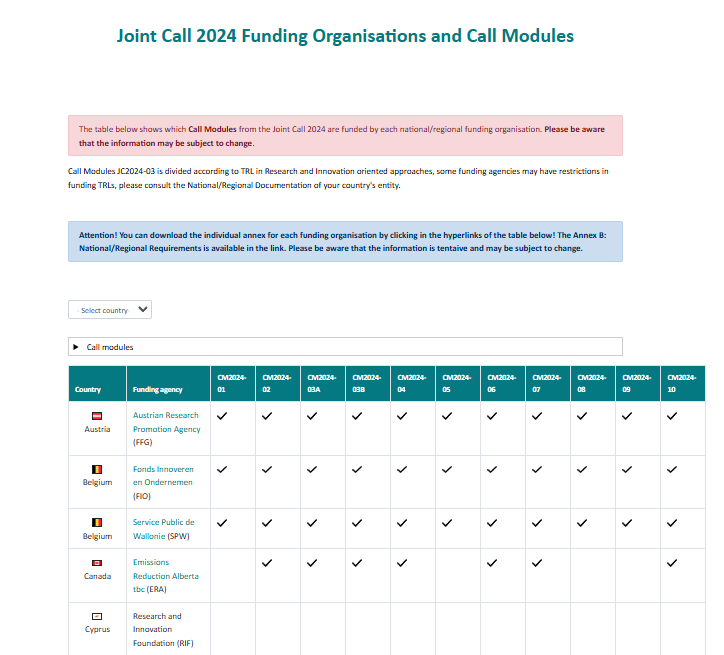 Joint Call 2024 Funding Organisations and Call Modules
The table below shows which Call Modules from the Joint Call 2024 are funded by each national/regional funding organisation. Please be aware
that the information may be subject to change.
Call Modules JC2024-03 is divided according to TRL in Research and Innovation oriented approaches, some funding agencies may have restrictions in
funding TRLs, please consult the National/Regional Documentation of your country's entity.
Attention! You can download the individual annex for each funding organisation by clicking in the hyperlinks of the table below! The Annex B:
National/Regional Requirements is available in the link. Please be aware that the information is tentaive and may be subject to change.
Select country
Call modules
Country Funding agency CM2024-01 CM2024-02 CM2024-03A CM2024-03B CM2024-04 CM2024-05 CM2024-06 CM2024-07 CM2024-08 CM2024-09 CM2024-10
Austria
Austrian Research
Promotion Agency
(FFG)
✓ ✓ ✓ ✓ ✓ ✓ ✓ ✓ ✓ ✓ ✓
Belgium
Fonds Innoveren
en Ondernemen
(FIO)
✓ ✓ ✓ ✓ ✓ ✓ ✓ ✓ ✓ ✓ ✓
Belgium
Service Public de
Wallonie (SPW)
✓ ✓ ✓ ✓ ✓ ✓ ✓ ✓ ✓ ✓ ✓
Canada
Emissions
Reduction Alberta
tbc (ERA)
✓ ✓ ✓ ✓ ✓ ✓ ✓
Cyprus
Research and
Innovation
Foundation (RIF)